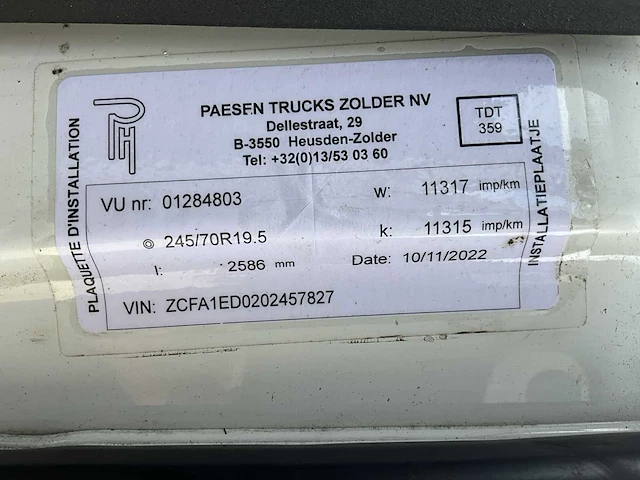 PAESEN TRUCKS ZOLDER NV
Dellestraat, 29
B-3550 Heusden-Zolder
Tel: +32(0)13/53 03 60
TDT
359
PLAQUETTE D'INSTALLATION
INSTALLATIEPLAATJE
VU nr: 01284803
W: 11317 imp/km
245/70R19.5
k: 11315 imp/km
l: 2586 mm
Date: 10/11/2022
VIN: ZCFA1ED0202457827